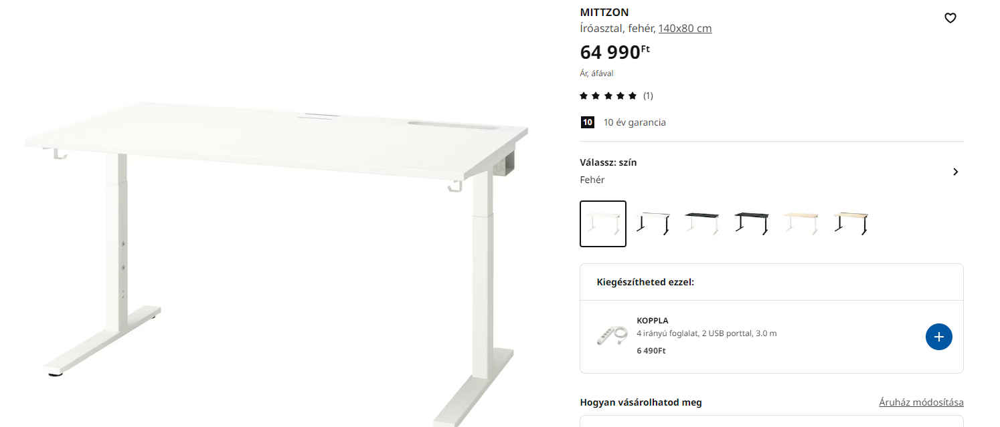 MITTZON
Íróasztal, fehér, 140x80 cm
64 990Ft
Ár, áfával
(1)
10 10 év garancia
Válassz: szín
Fehér
Kiegészítheted ezzel:
KOPPLA
4 irányú foglalat, 2 USB porttal, 3.0 m
6 490Ft
Hogyan vásárolhatod meg Áruház módosítása